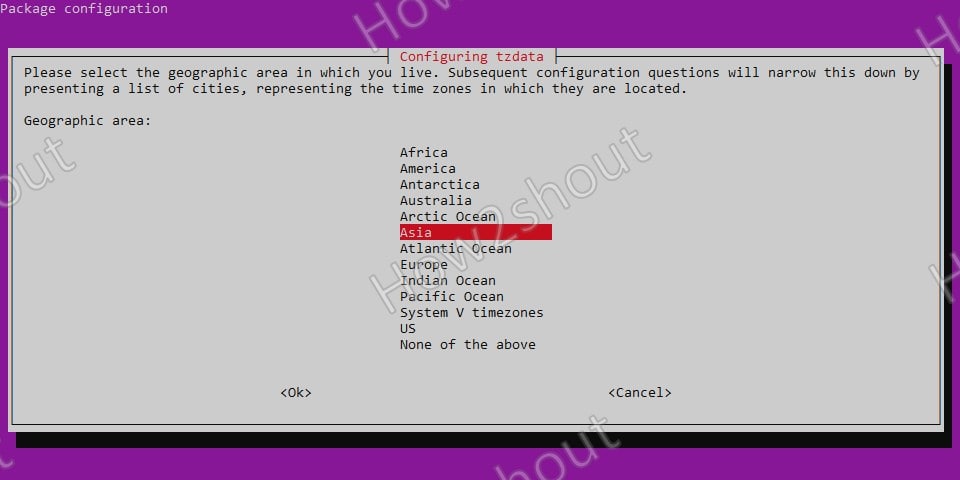 Package configuration
Configuring tzdata
Please select the geographic area in which you live. Subsequent configuration questions will narrow this down by
presenting a list of cities, representing the time zones in which they are located.
Geographic area:
Africa
America
Antarctica
Australia
Arctic Ocean
Asia
Atlantic Ocean
Europe
Indian Ocean
Pacific Ocean
System V timezones
US
None of the above
<Ok> <Cancel>
How2shout